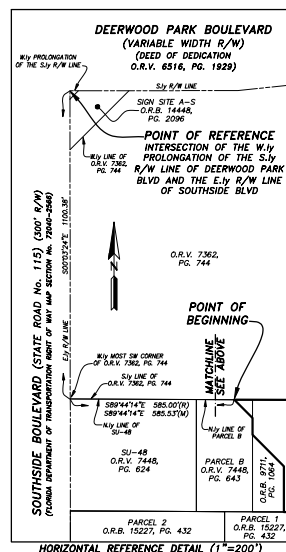 DEERWOOD PARK BOULEVARD
(VARIABLE WIDTH R/W)
(DEED OF DEDICATION
O.R.V. 6516, PG. 1929)
W.ly PROLONGATION
OF THE S.ly R/W LINE
S.ly R/W LINE
SIGN SITE A-S
O.R.B. 14448,
PG. 2096
POINT OF REFERENCE
INTERSECTION OF THE W.ly
PROLONGATION OF THE S.ly
R/W LINE OF DEERWOOD PARK
BLVD AND THE E.ly R/W LINE
OF SOUTHSIDE BLVD
W.ly LINE OF
O.R.V. 7362,
PG. 744
S00°03'24"E 1100.38'
N
O.R.V. 7362,
PG. 744
SOUTHSIDE BOULEVARD (STATE ROAD No. 115) (300' R/W)
(FLORIDA DEPARTMENT OF TRANSPORTATION RIGHT OF WAY MAP SECTION No. 72040-2566)
E.ly R/W LINE
POINT OF
BEGINNING
MATCHLINE
SEE ABOVE
W.ly MOST SW CORNER
OF O.R.V. 7362, PG. 744
S.ly LINE OF
O.R.V. 7362, PG. 744
S89°44'14"E 585.00'(R)
S89°44'14"E 585.53'(M)
N.ly LINE OF
SU-48
N.ly LINE OF
PARCEL B
SU-48
O.R.V. 7448,
PG. 624
PARCEL B
O.R.V. 7448,
PG. 643
O.R.B. 9711,
PG. 1064
PARCEL 2
O.R.B. 15227, PG. 432
PARCEL 1
O.R.B. 15227,
PG. 432
HORIZONTAL REFERENCE DETAIL (1"=200')